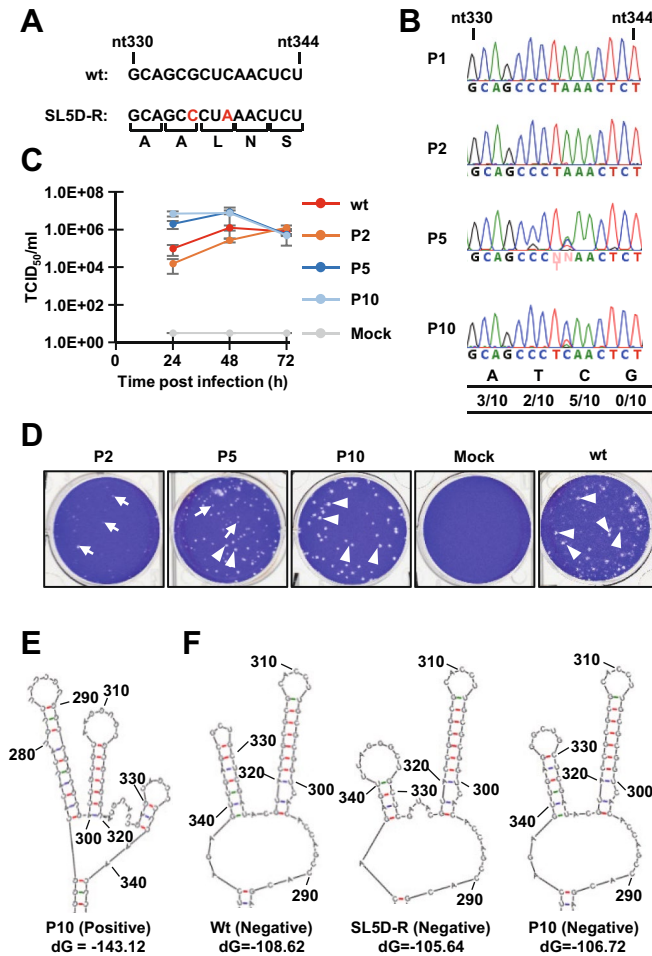 A
nt330 nt344
wt: GCAGCGCUCAACUCU
SL5D-R: GCAGCCCUAAACUCU
A A L N S
B
nt330 nt344
P1
GCAGCCCTAAACTCT
P2
GCAGCCCTAAACTCT
P5
GCAGCCCNNAACTCT
T
P10
GCAGCCCTCAACTCT
A T C G
3/10 2/10 5/10 0/10
C
TCID50/ml
1.0E+08
1.0E+06
1.0E+04
1.0E+02
1.0E+00
0 24 48 72
Time post infection (h)
wt
P2
P5
P10
Mock
D
P2 P5 P10 Mock wt
E
290 310
280
330
300 320
340
P10 (Positive)
dG = -143.12
F
310
330
320
300
340
290
Wt (Negative)
dG=-108.62
310
320
300
340 330
290
SL5D-R (Negative)
dG=-105.64
310
330
320
300
340
290
P10 (Negative)
dG=-106.72